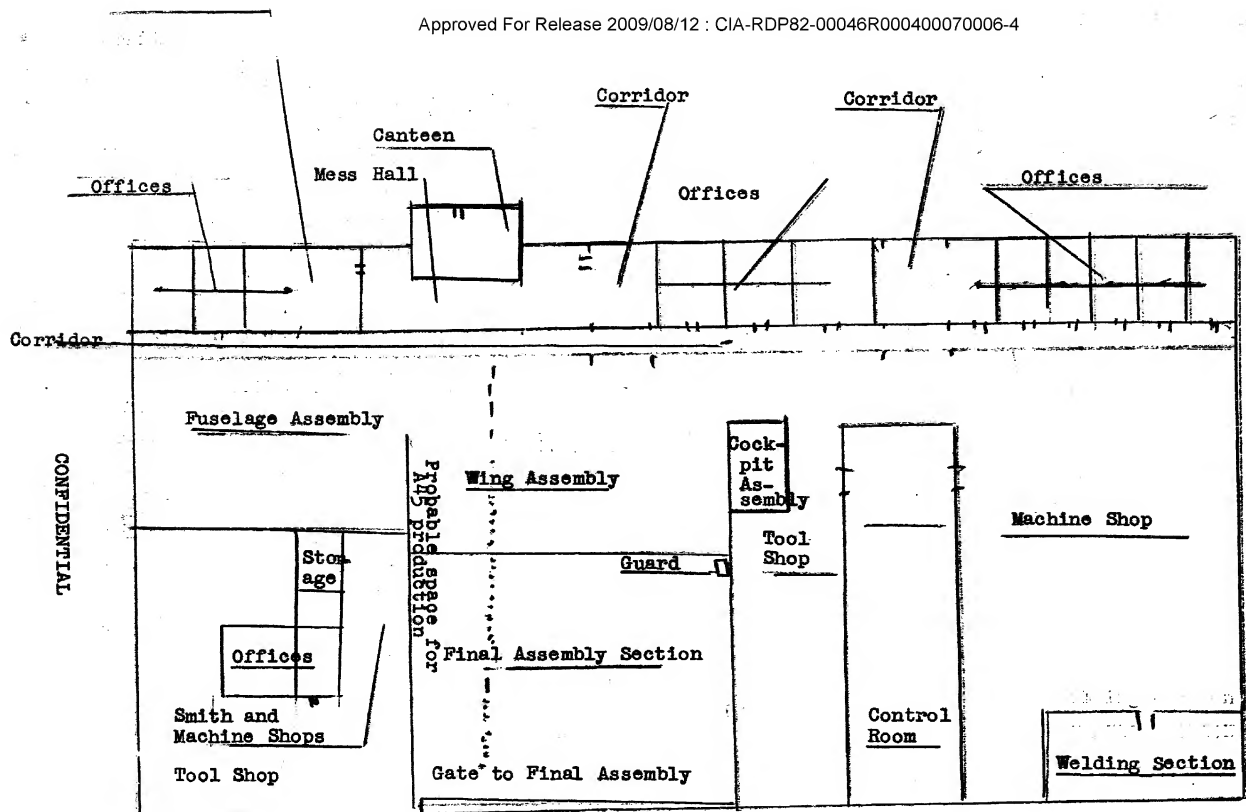 Approved For Release 2009/08/12 : CIA-RDP82-00046R000400070006-4
Corridor
Corridor
Canteen
Mess Hall
Offices
Offices
Offices
Corridor
Fuselage Assembly
CONFIDENTIAL
Probable space for
A45 production
Wing Assembly
Cock-
pit
As-
sembly
Machine Shop
Tool
Shop
Stor-
age
Guard
Offices
Final Assembly Section
Smith and
Machine Shops
Control
Room
Tool Shop
Gate to Final Assembly
Welding Section